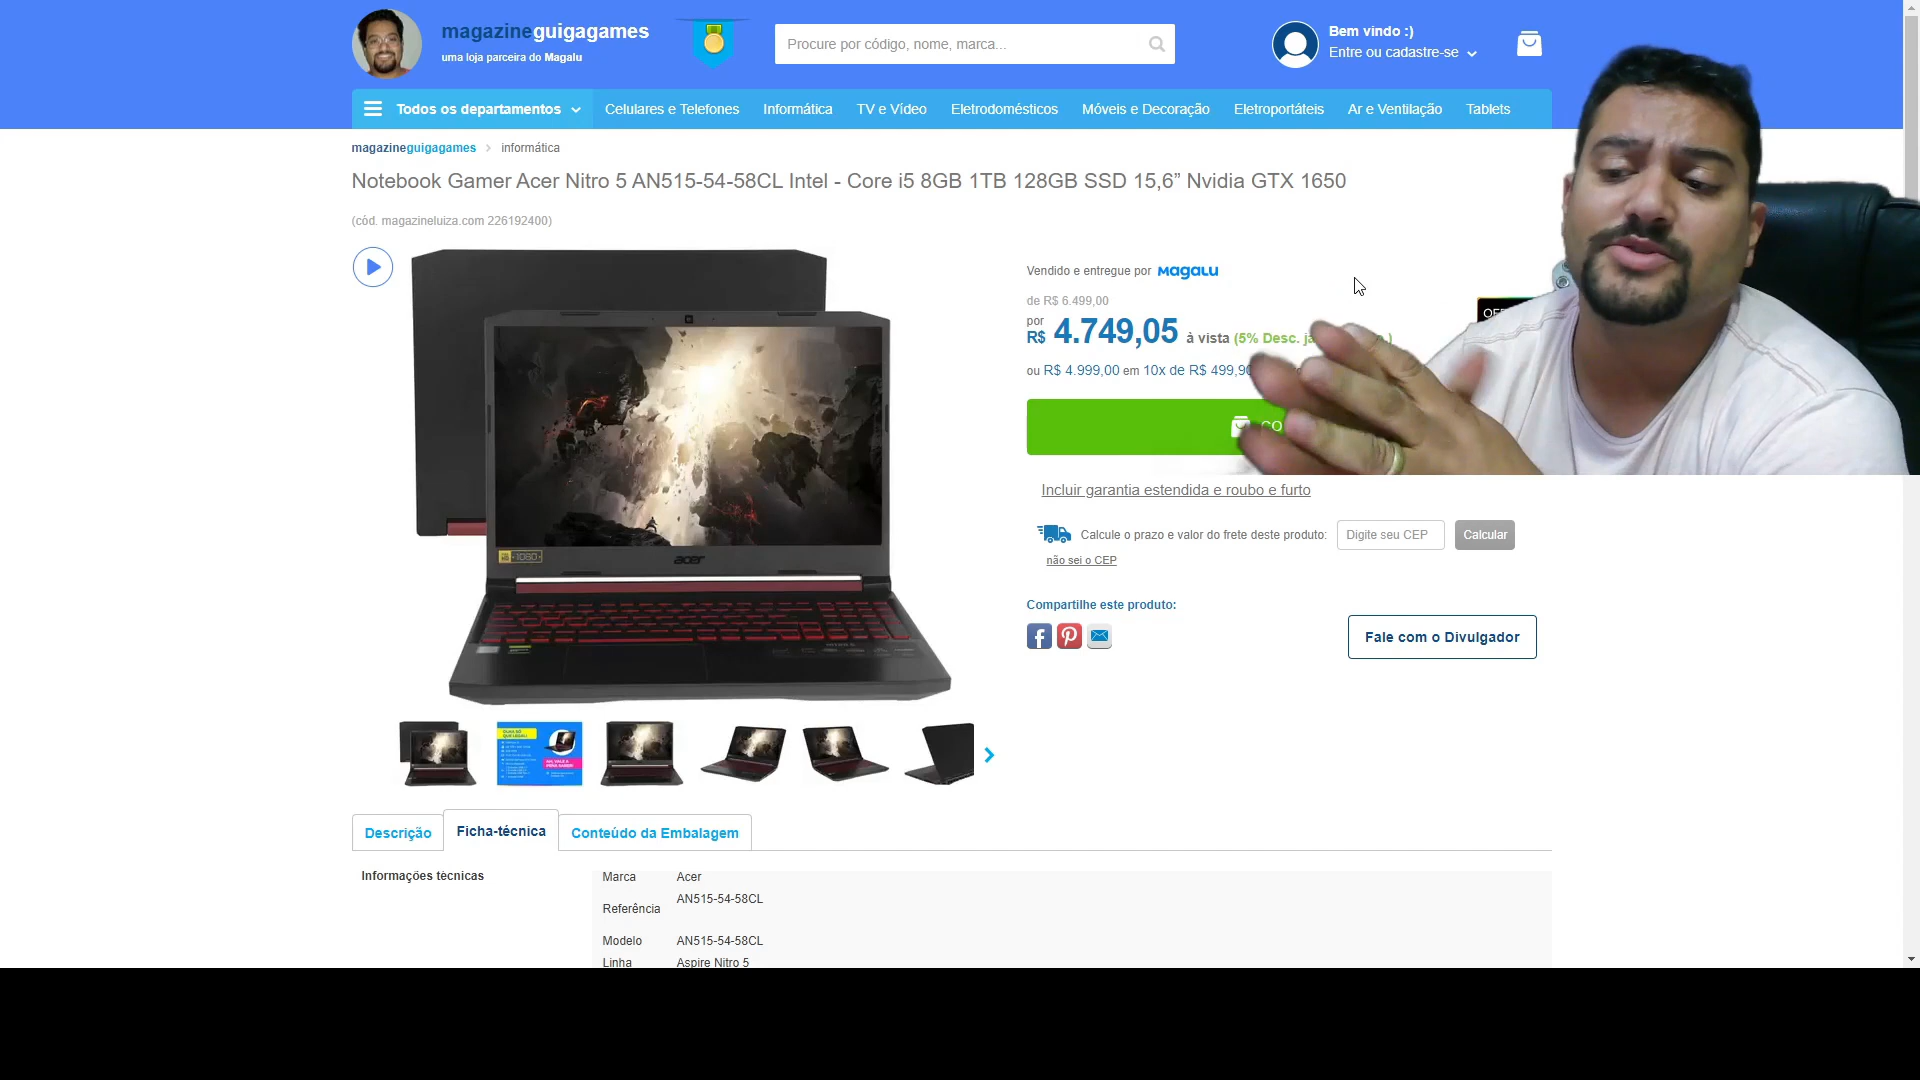 magazineguigagames
uma loja parceira do Magalu
Procure por código, nome, marca...
Bem vindo :)
Entre ou cadastre-se
Todos os departamentos
Celulares e Telefones
Informática
TV e Vídeo
Eletrodomésticos
Móveis e Decoração
Eletroportáteis
Ar e Ventilação
Tablets
magazineguigagames > informática
Notebook Gamer Acer Nitro 5 AN515-54-58CL Intel - Core i5 8GB 1TB 128GB SSD 15,6” Nvidia GTX 1650
(cód. magazineluiza.com 226192400)
Vendido e entregue por Magalu
de R$ 6.499,00
por
R$ 4.749,05 à vista (5% Desc.
ou R$ 4.999,00 em 10x de R$ 499,90
Incluir garantia estendida e roubo e furto
Calcule o prazo e valor do frete deste produto:
Digite seu CEP
Calcular
não sei o CEP
Compartilhe este produto:
Fale com o Divulgador
acer
Descrição
Ficha-técnica
Conteúdo da Embalagem
Informações técnicas
Marca Acer
Referência AN515-54-58CL
Modelo AN515-54-58CL
Linha Aspire Nitro 5